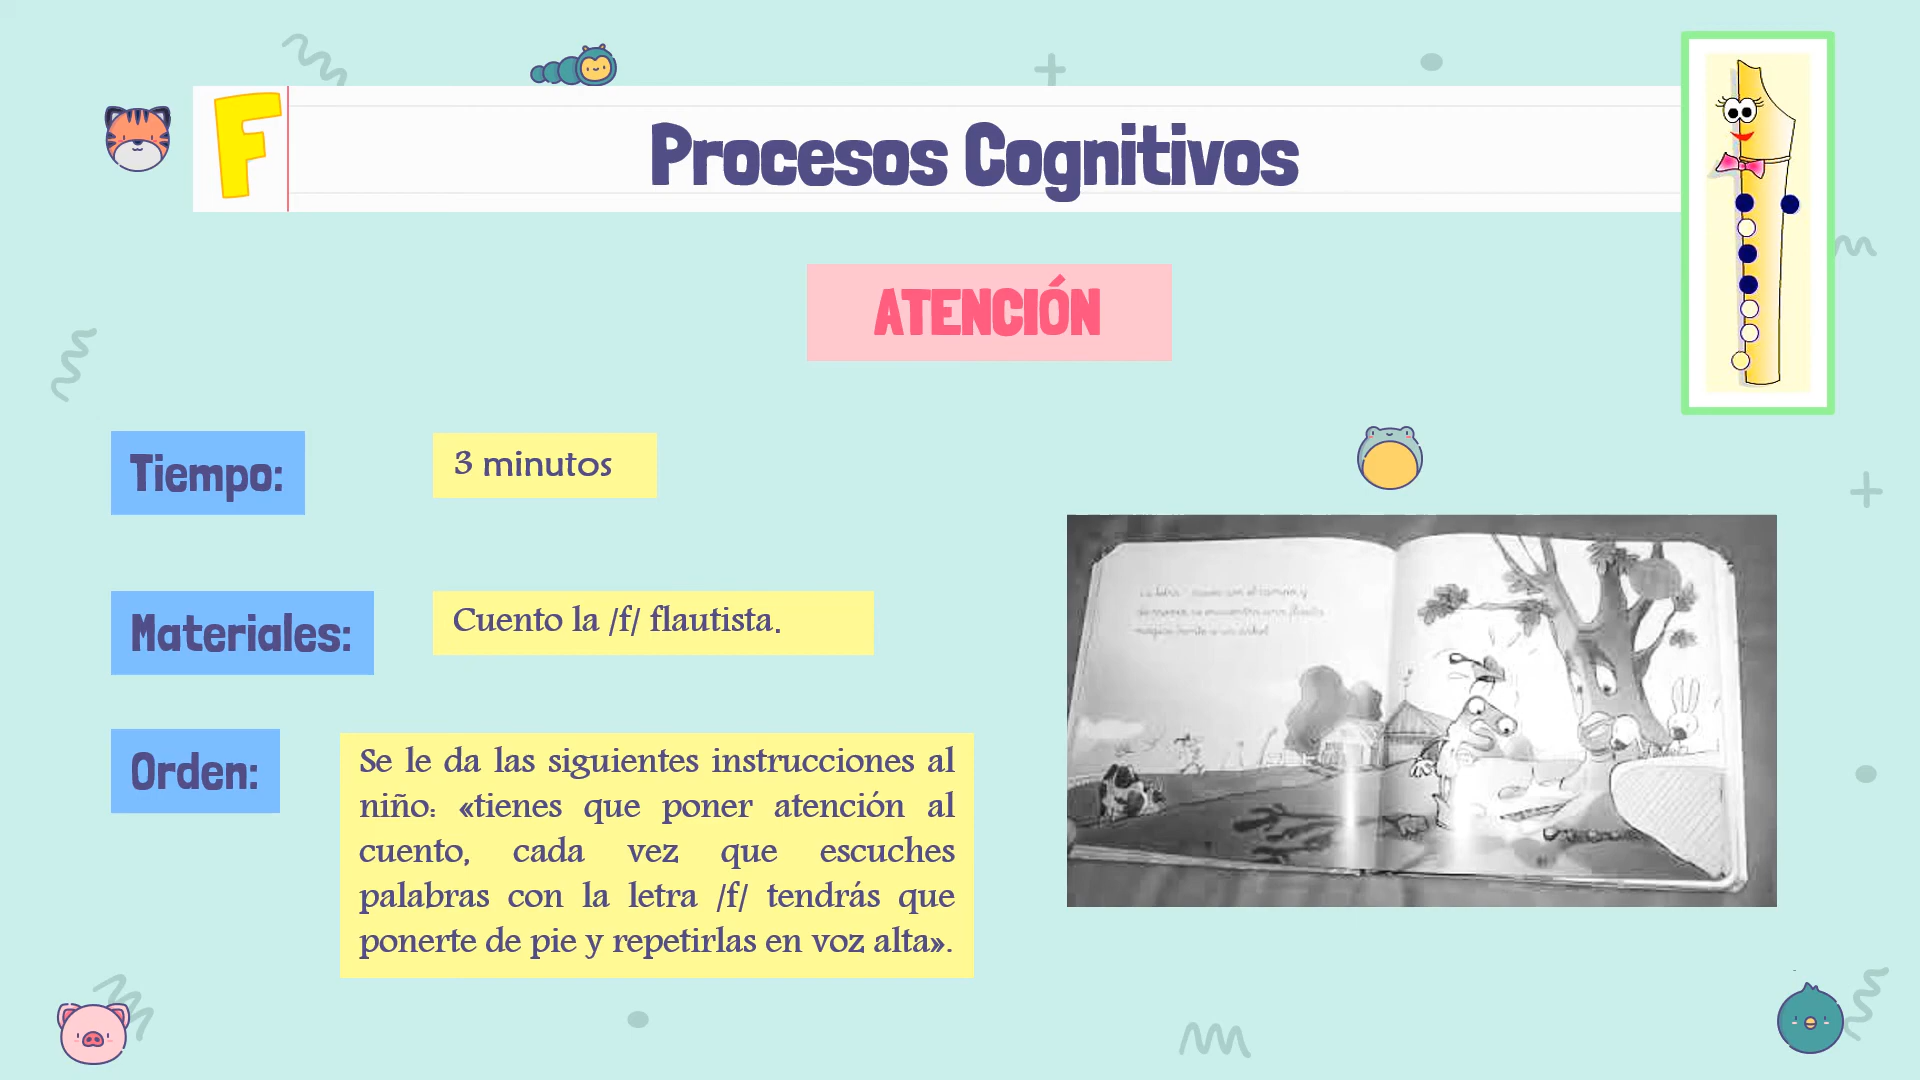 F
Procesos Cognitivos
ATENCIÓN
Tiempo:
3 minutos
Materiales:
Cuento la /f/ flautista.
Orden:
Se le da las siguientes instrucciones al
niño: «tienes que poner atención al
cuento, cada vez que escuches
palabras con la letra /f/ tendrás que
ponerte de pie y repetirlas en voz alta».